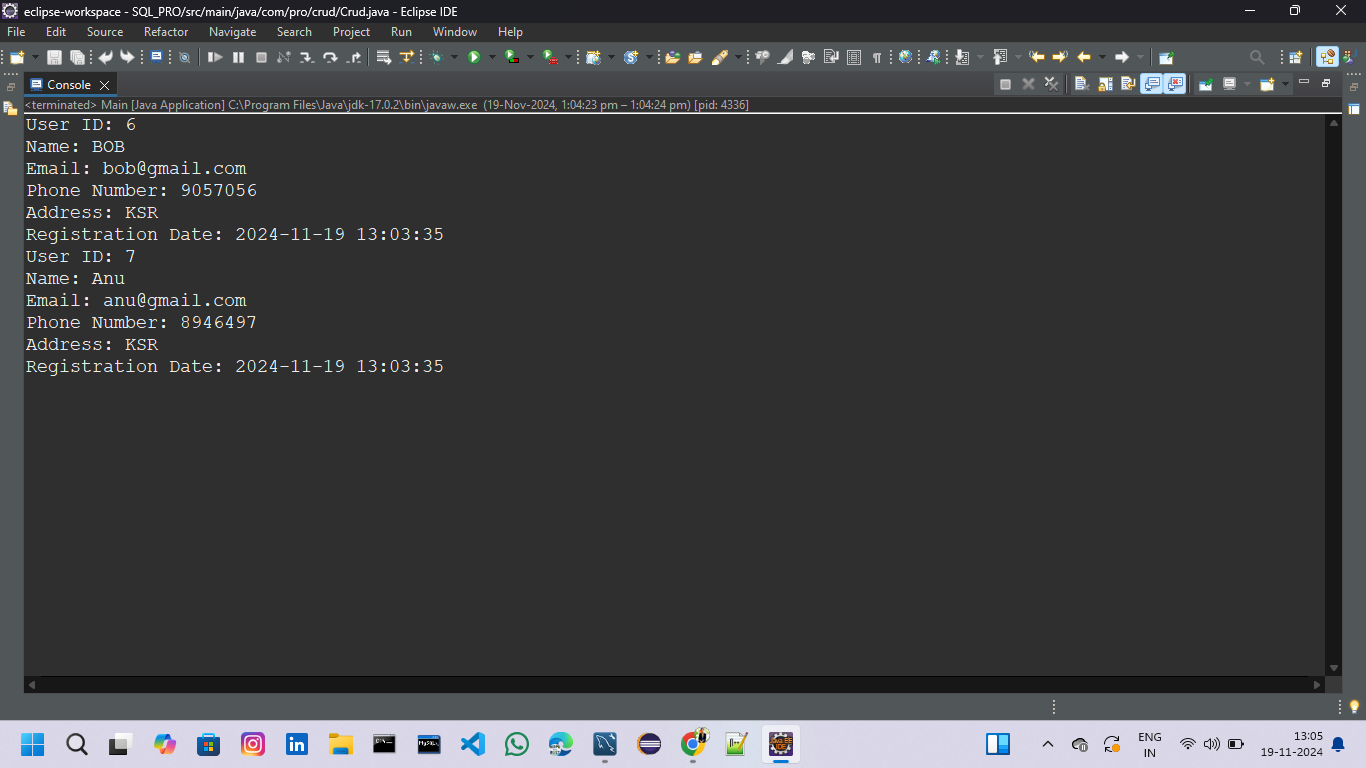 eclipse-workspace - SQL_PRO/src/main/java/com/pro/crud/Crud.java - Eclipse IDE
File Edit Source Refactor Navigate Search Project Run Window Help
Console
<terminated> Main [Java Application] C:\Program Files\Java\jdk-17.0.2\bin\javaw.exe (19-Nov-2024, 1:04:23 pm – 1:04:24 pm) [pid: 4336]
User ID: 6
Name: BOB
Email: bob@gmail.com
Phone Number: 9057056
Address: KSR
Registration Date: 2024-11-19 13:03:35
User ID: 7
Name: Anu
Email: anu@gmail.com
Phone Number: 8946497
Address: KSR
Registration Date: 2024-11-19 13:03:35
ENG 13:05
IN 19-11-2024